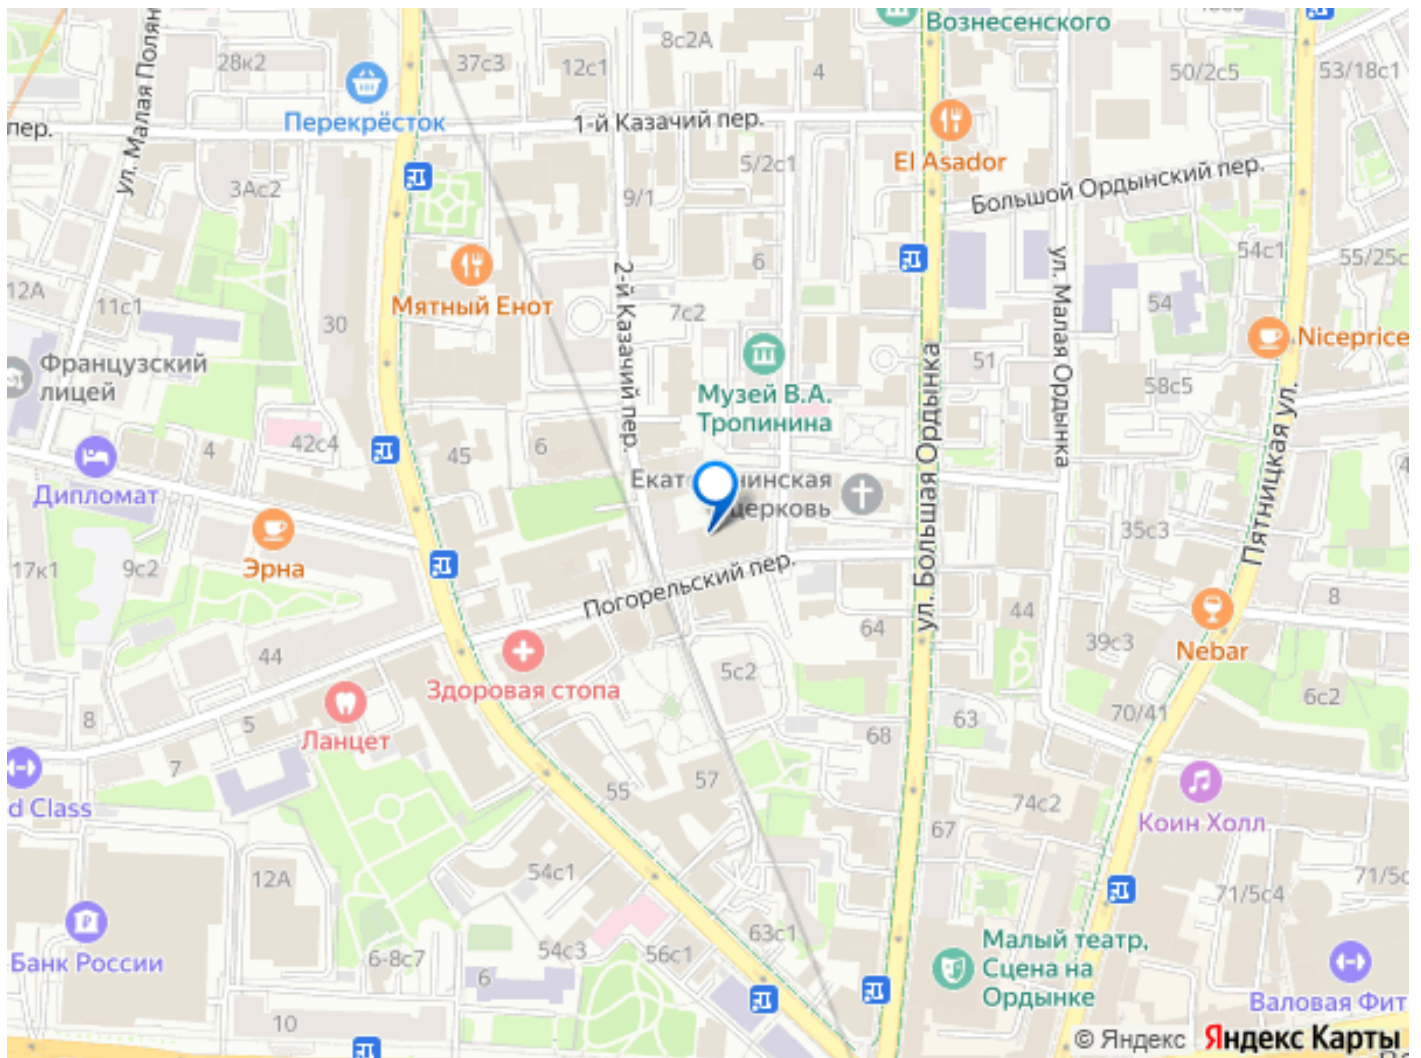 Вознесенского
8с2А
28к2
37с3
12с1
4
50/2с5
53/18с1
ул. Малая Полян
Перекрёсток
пер.
1-й Казачий пер.
El Asador
5/2с1
3Ас2
9/1
Большой Ордынский пер.
6
54с1
55/25с
12А
11с1
Мятный Енот
2-й Казачий пер.
7с2
ул. Малая Ордынка
54
30
Niceprice
Французский
лицей
51
58с5
Музей В.А.
Тропинина
ул. Большая Ордынка
Пятницкая ул.
42с4
4
45
6
Дипломат
Екат
нинская
церковь
35с3
17к1
9с2
Эрна
Погорельский пер.
8
44
64
39с3
Nebar
44
Здоровая стопа
5с2
6с2
8
5
Ланцет
63
70/41
68
7
d Class
57
55
74с2
Коин Холл
67
12А
54с1
71/5с4
71/5с
Банк России
6-8с7
54с3
56с1
63с1
Малый театр,
Сцена на
Ордынке
6
Валовая Фит
10
© Яндекс Яндекс Карты